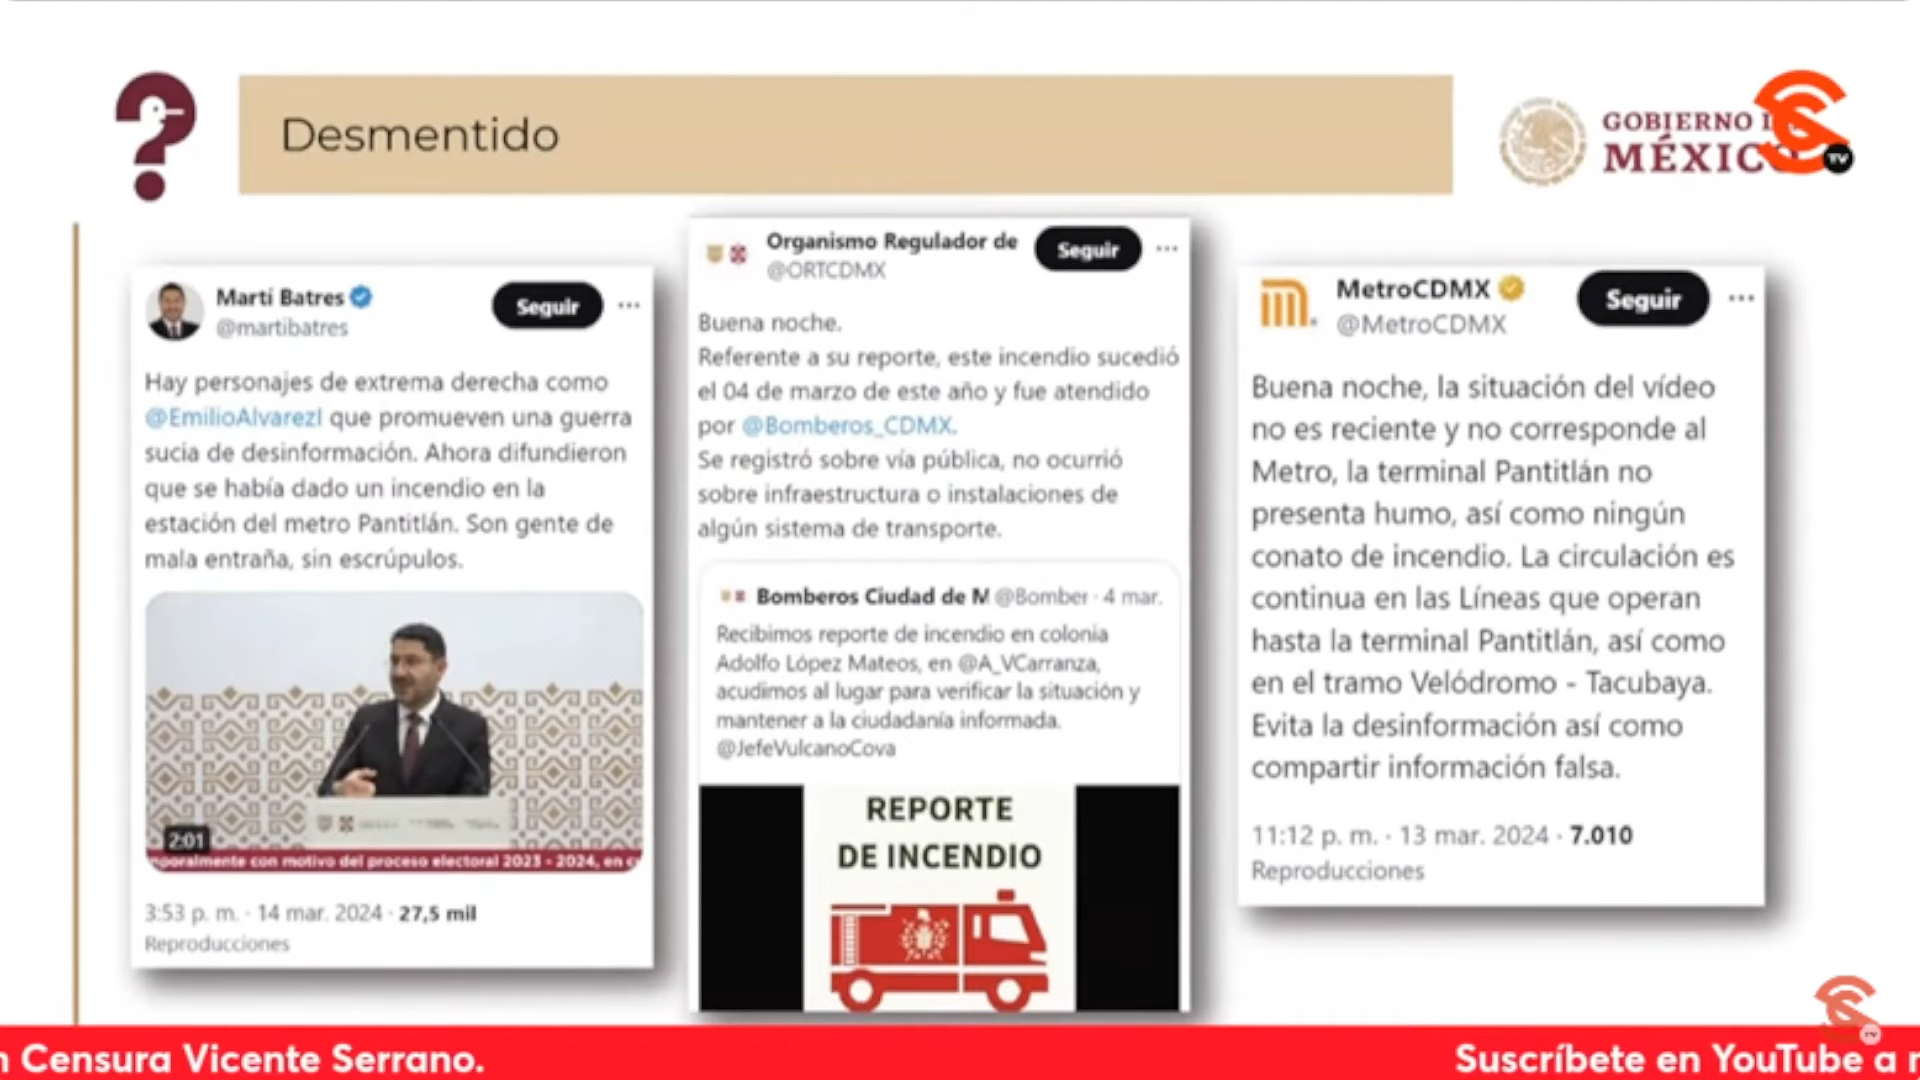 Desmentido
GOBIERNO
MÉXICO
TV
Martí Batres
@martibatres
Seguir
Hay personajes de extrema derecha como
@EmilioAlvarezI que promueven una guerra
sucia de desinformación. Ahora difundieron
que se había dado un incendio en la
estación del metro Pantitlán. Son gente de
mala entraña, sin escrúpulos.
2:01
con motivo del proceso electoral 2023 - 2024, en
3:53 p. m. · 14 mar. 2024 · 27,5 mil
Reproducciones
Organismo Regulador de
@ORTCDMX
Seguir
Buena noche.
Referente a su reporte, este incendio sucedió
el 04 de marzo de este año y fue atendido
por @Bomberos_CDMX.
Se registró sobre vía pública, no ocurrió
sobre infraestructura o instalaciones de
algún sistema de transporte.
Bomberos Ciudad de M @Bomber · 4 mar.
Recibimos reporte de incendio en colonia
Adolfo López Mateos, en @A_VCarranza,
acudimos al lugar para verificar la situación y
mantener a la ciudadanía informada.
@JefeVulcanoCova
REPORTE
DE INCENDIO
MetroCDMX
@MetroCDMX
Seguir
Buena noche, la situación del vídeo
no es reciente y no corresponde al
Metro, la terminal Pantitlán no
presenta humo, así como ningún
conato de incendio. La circulación es
continua en las Líneas que operan
hasta la terminal Pantitlán, así como
en el tramo Velódromo - Tacubaya.
Evita la desinformación así como
compartir información falsa.
11:12 p. m. · 13 mar. 2024 · 7.010
Reproducciones
TV
n Censura Vicente Serrano.
Suscríbete en YouTube a